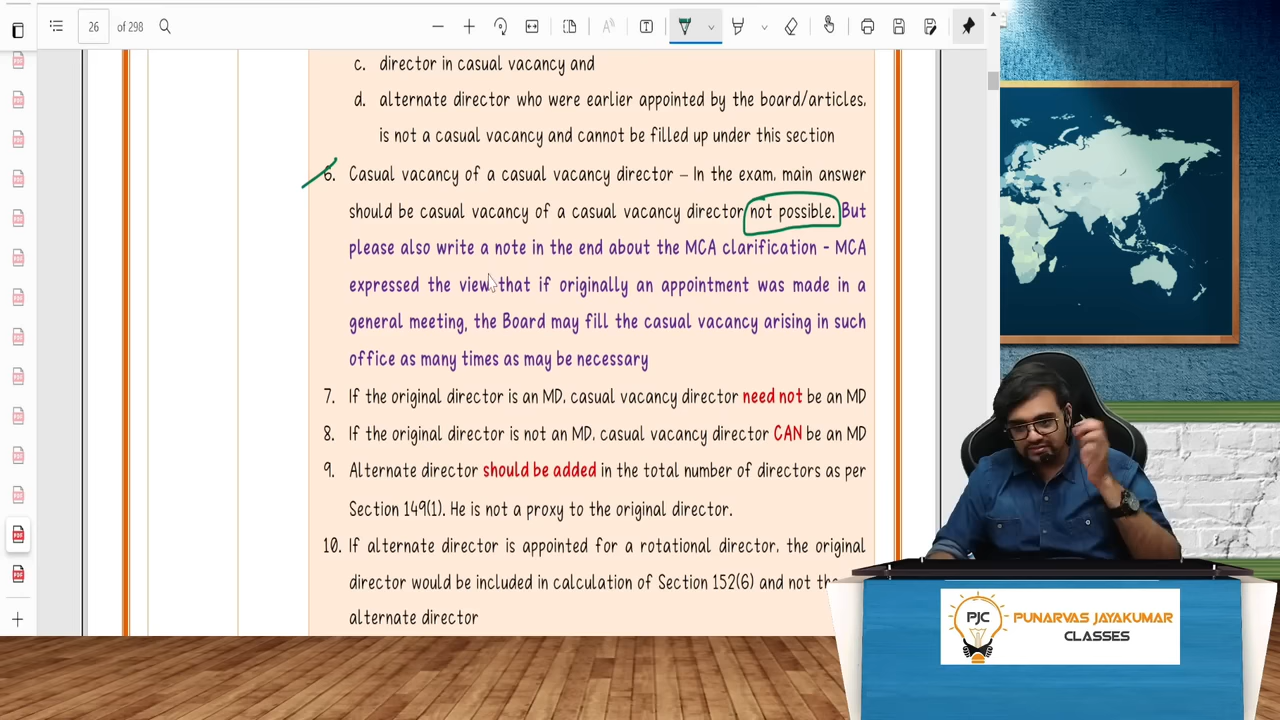 26 of 298
c. director in casual vacancy and
d. alternate director who were earlier appointed by the board/articles,
is not a casual vacancy and cannot be filled up under this section
6. Casual vacancy of a casual vacancy director – In the exam, main answer
should be casual vacancy of a casual vacancy director not possible. But
please also write a note in the end about the MCA clarification - MCA
expressed the view that if originally an appointment was made in a
general meeting, the Board may fill the casual vacancy arising in such
office as many times as may be necessary
7. If the original director is an MD, casual vacancy director need not be an MD
8. If the original director is not an MD, casual vacancy director CAN be an MD
9. Alternate director should be added in the total number of directors as per
Section 149(1). He is not a proxy to the original director.
10. If alternate director is appointed for a rotational director, the original
director would be included in calculation of Section 152(6) and not the
alternate director
PJC
PUNARVAS JAYAKUMAR
CLASSES